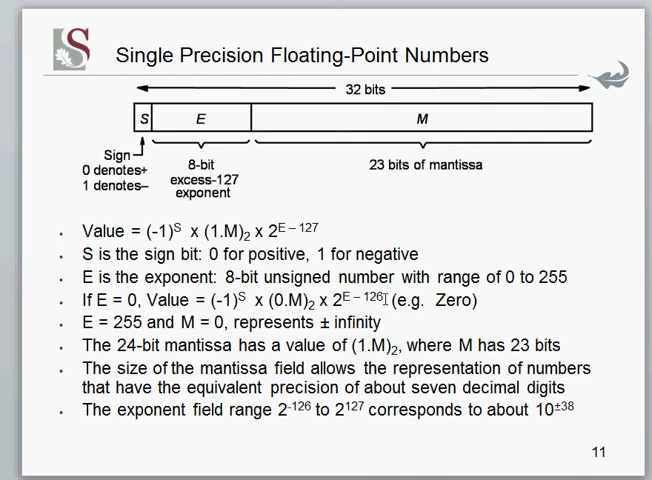 S
Single Precision Floating-Point Numbers
32 bits
S E M
Sign
0 denotes+
1 denotes–
8-bit
excess-127
exponent
23 bits of mantissa
• Value = (-1)^S x (1.M)₂ x 2^E – 127
• S is the sign bit: 0 for positive, 1 for negative
• E is the exponent: 8-bit unsigned number with range of 0 to 255
• If E = 0, Value = (-1)^S x (0.M)₂ x 2^E – 126 (e.g. Zero)
• E = 255 and M = 0, represents ± infinity
• The 24-bit mantissa has a value of (1.M)₂, where M has 23 bits
• The size of the mantissa field allows the representation of numbers
that have the equivalent precision of about seven decimal digits
• The exponent field range 2^-126 to 2^127 corresponds to about 10^±38
11